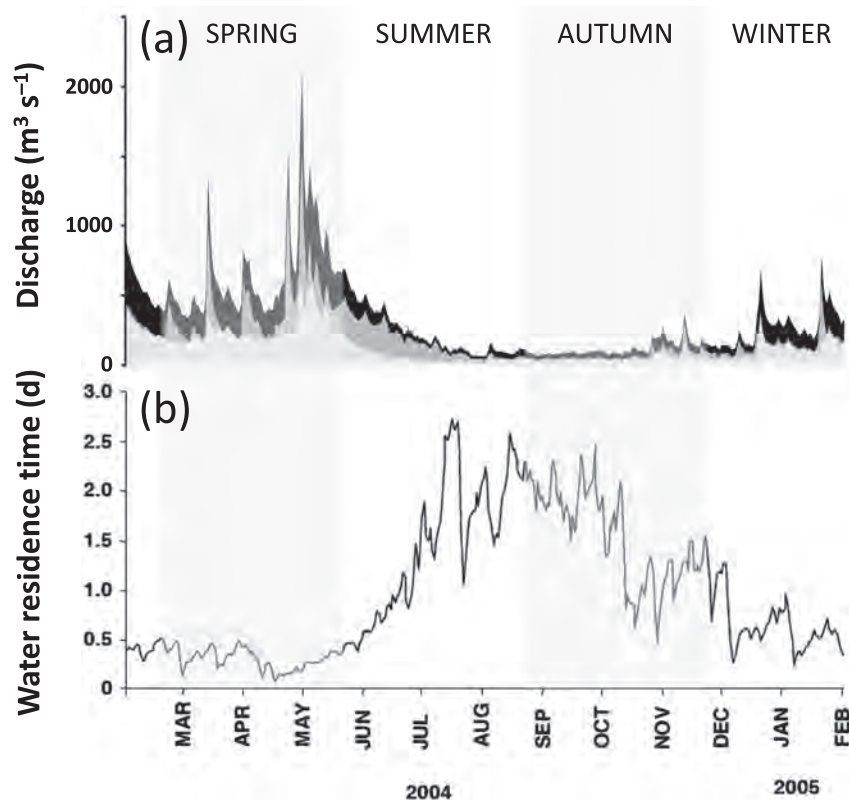 (a) SPRING SUMMER AUTUMN WINTER
Discharge (m³ s⁻¹)
2000
1000
0
(b)
Water residence time (d)
3.0
2.5
2.0
1.5
1.0
0.5
0
MAR APR MAY JUN JUL AUG SEP OCT NOV DEC JAN FEB
2004 2005